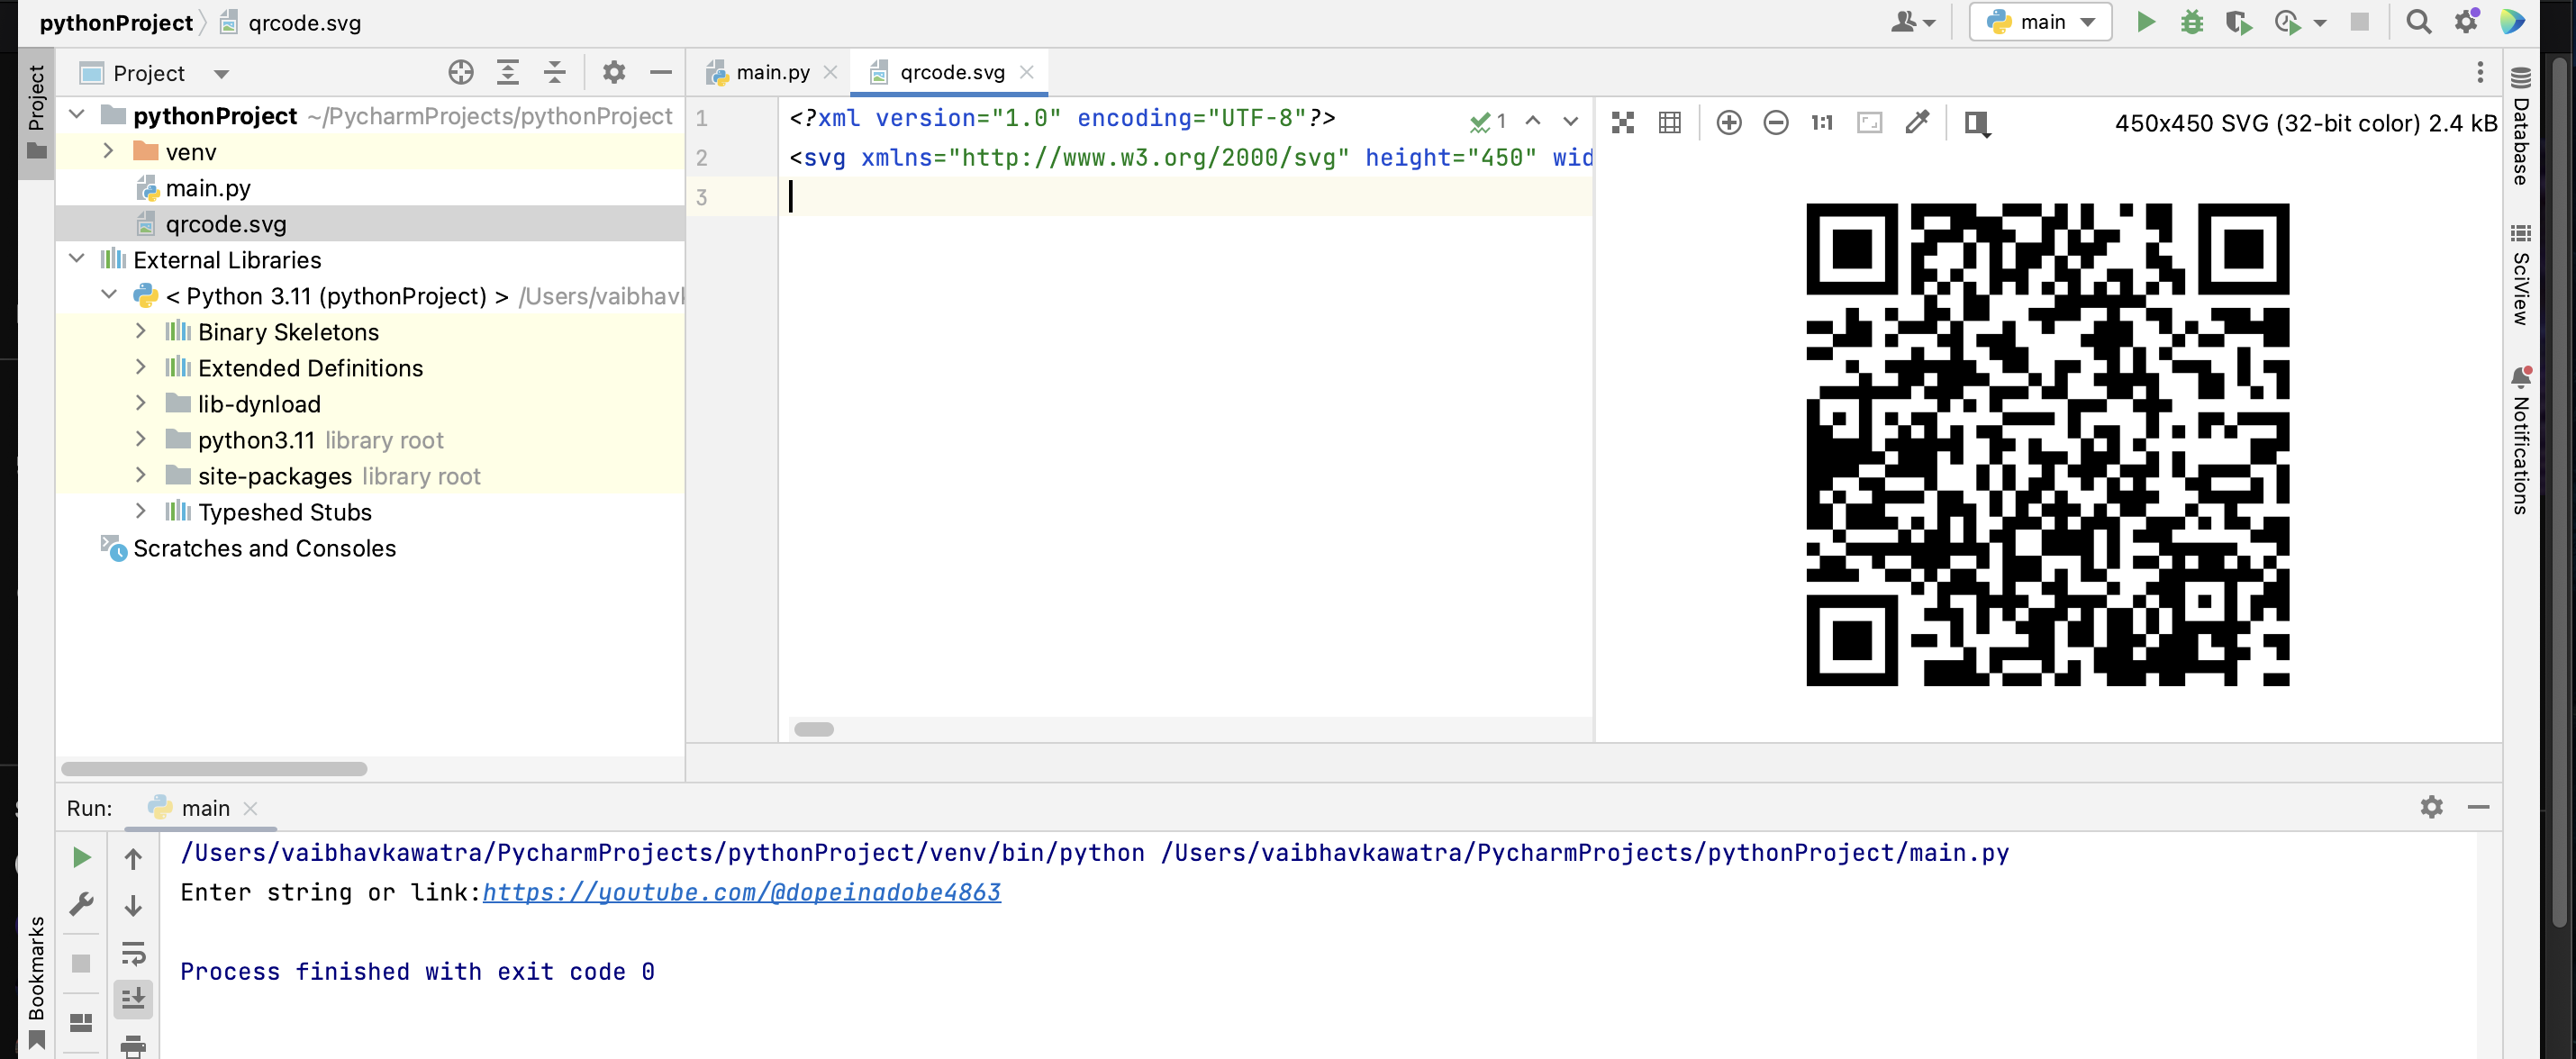 pythonProject qrcode.svg
main
Project
main.py
qrcode.svg
Project
pythonProject ~/PycharmProjects/pythonProject
venv
main.py
qrcode.svg
External Libraries
< Python 3.11 (pythonProject) > /Users/vaibhavl
Binary Skeletons
Extended Definitions
lib-dynload
python3.11 library root
site-packages library root
Typeshed Stubs
Scratches and Consoles
1 <?xml version="1.0" encoding="UTF-8"?>
2 <svg xmlns="http://www.w3.org/2000/svg" height="450" wid
3
1
1:1
450x450 SVG (32-bit color) 2.4 kB
Database
SciView
Notifications
Run: main
/Users/vaibhavkawatra/PycharmProjects/pythonProject/venv/bin/python /Users/vaibhavkawatra/PycharmProjects/pythonProject/main.py
Enter string or link:https://youtube.com/@dopeinadobe4863
Process finished with exit code 0
Bookmarks